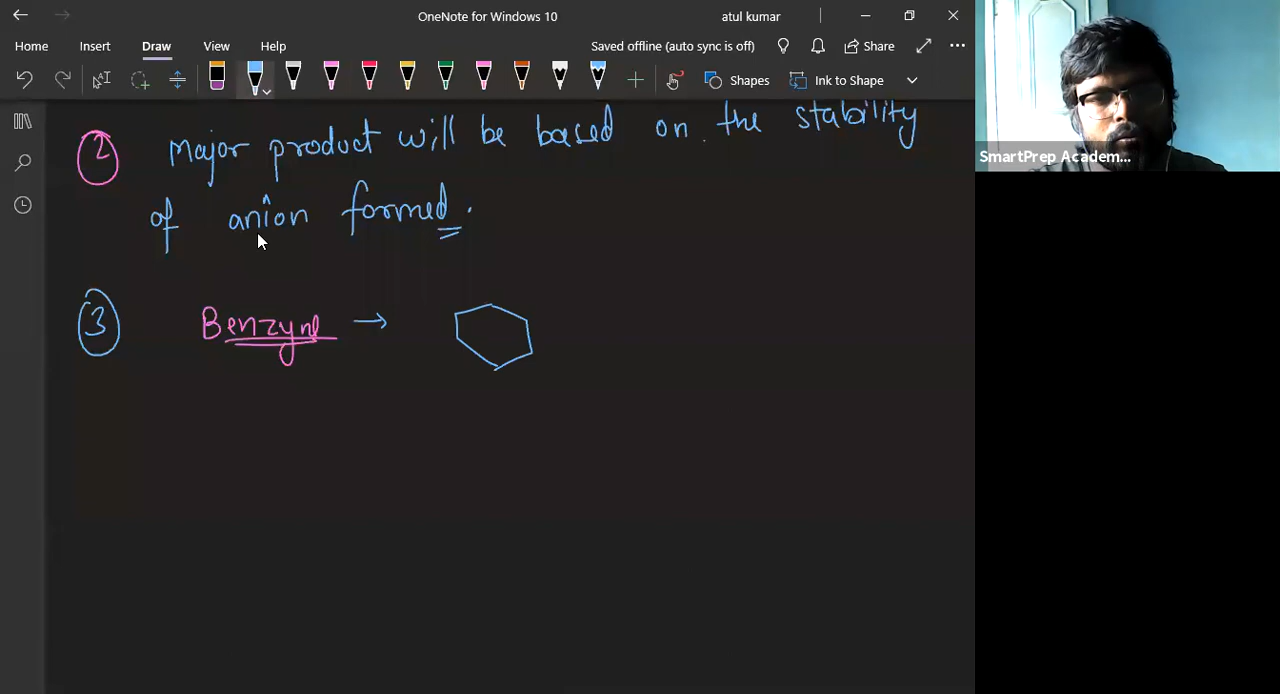 OneNote for Windows 10
atul kumar
Home Insert Draw View Help
Saved offline (auto sync is off)
Share
Shapes
Ink to Shape
② Major product will be based on the stability
of anion formed.
③ Benzyne →
SmartPrep Academ...